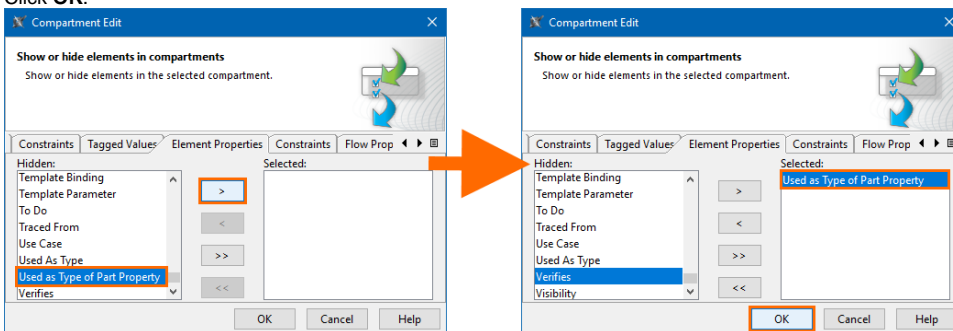 Click OK.
Compartment Edit
Show or hide elements in compartments
Show or hide elements in the selected compartment.
Constraints Tagged Values Element Properties Constraints Flow Prop
Hidden: Selected:
Template Binding
Template Parameter
To Do
Traced From
Use Case
Used As Type
Used as Type of Part Property
Verifies
>
<
>>
<<
OK Cancel Help
Compartment Edit
Show or hide elements in compartments
Show or hide elements in the selected compartment.
Constraints Tagged Values Element Properties Constraints Flow Prop
Hidden: Selected:
Template Binding
Template Parameter
To Do
Traced From
Use Case
Used As Type
Verifies
Visibility
>
<
>>
<<
Used as Type of Part Property
OK Cancel Help